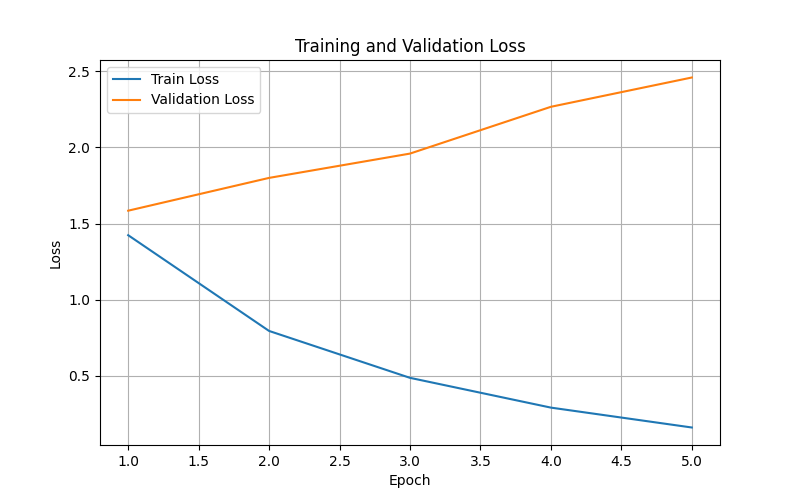 Training and Validation Loss
Train Loss
Validation Loss
2.5
2.0
1.5
1.0
0.5
Loss
1.0 1.5 2.0 2.5 3.0 3.5 4.0 4.5 5.0
Epoch